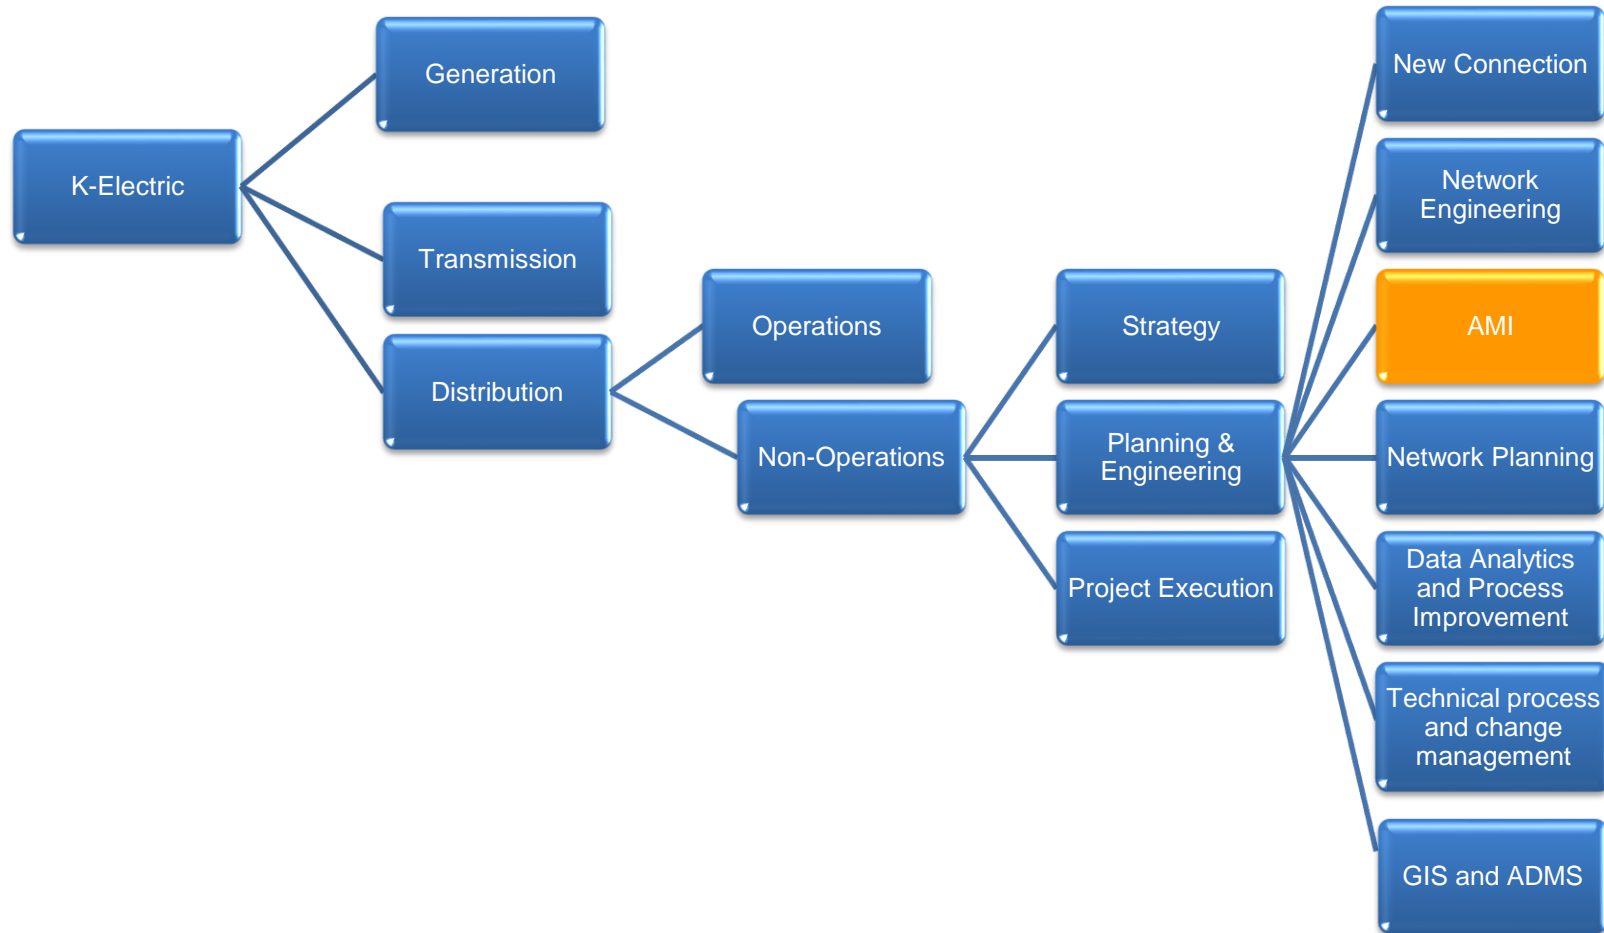 K-Electric
Generation
Transmission
Distribution
Operations
Non-Operations
Strategy
Planning &
Engineering
Project Execution
New Connection
Network
Engineering
AMI
Network Planning
Data Analytics
and Process
Improvement
Technical process
and change
management
GIS and ADMS